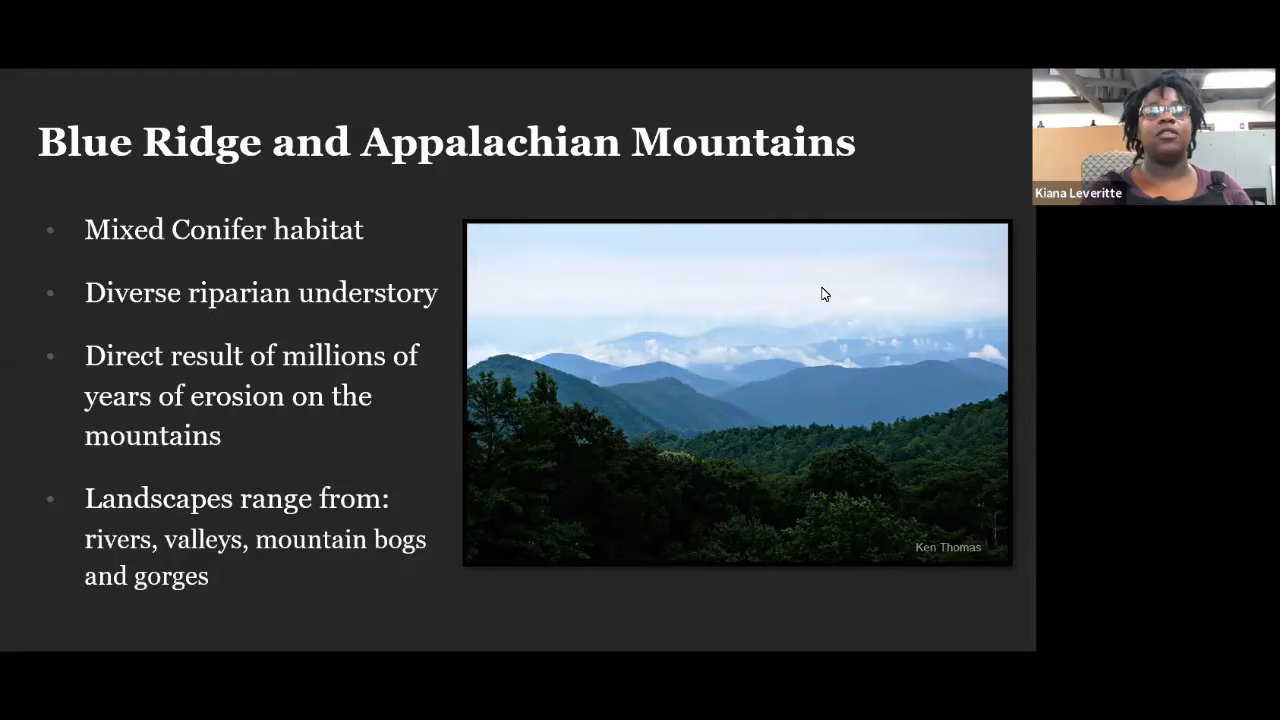 Blue Ridge and Appalachian Mountains
Mixed Conifer habitat
Diverse riparian understory
Direct result of millions of
years of erosion on the
mountains
Landscapes range from:
rivers, valleys, mountain bogs
and gorges
Ken Thomas
Kiana Leveritte